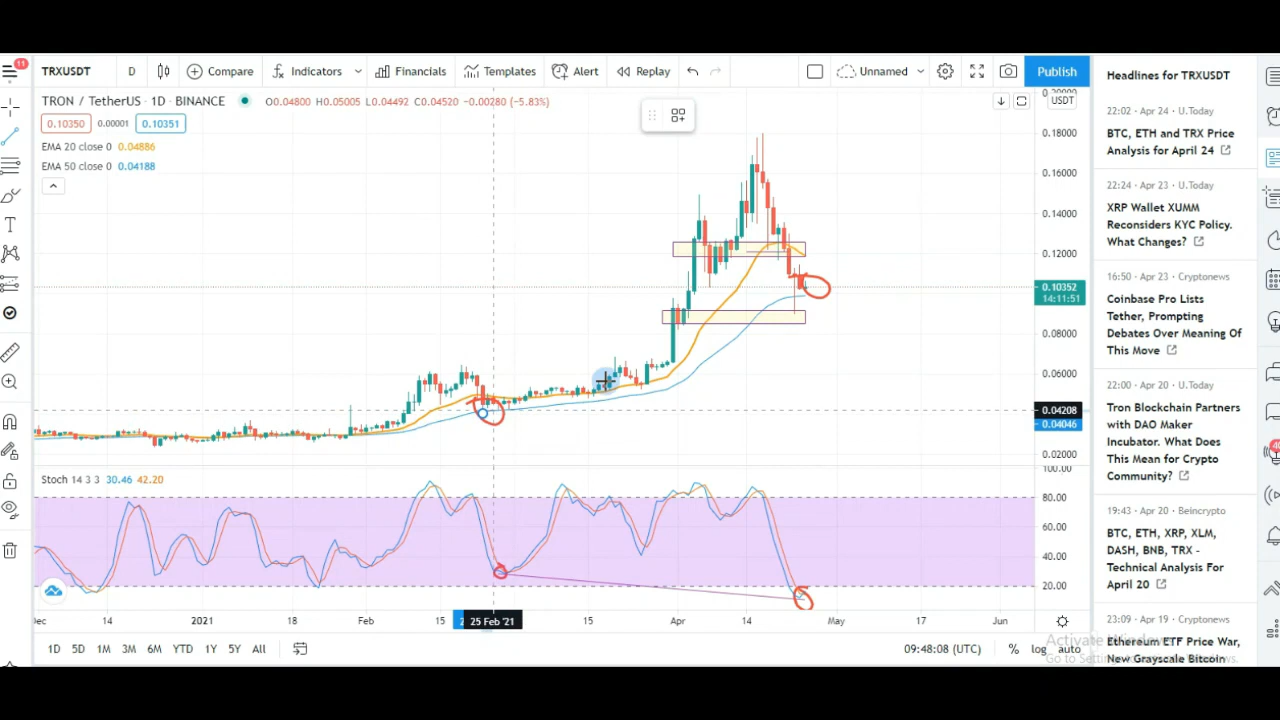 11
TRXUSDT D Compare Indicators Financials Templates Alert Replay Unnamed Publish
TRON / TetherUS · 1D · BINANCE O0.04800 H0.05005 L0.04492 C0.04520 −0.00280 (−5.83%)
0.10350 0.00001 0.10351
EMA 20 close 0 0.04886
EMA 50 close 0 0.04188
USDT
0.18000
0.16000
0.14000
0.12000
0.10352
14:11:51
0.08000
0.06000
0.04208
0.04046
0.02000
Stoch 14 3 3 30.46 42.20
100.00
80.00
60.00
40.00
20.00
14 2021 18 Feb 15 25 Feb '21 15 Apr 14 May 17 Jun
1D 5D 1M 3M 6M YTD 1Y 5Y All
09:48:08 (UTC) % log auto
Headlines for TRXUSDT
22:02 · Apr 24 · U.Today
BTC, ETH and TRX Price
Analysis for April 24
22:24 · Apr 23 · U.Today
XRP Wallet XUMM
Reconsiders KYC Policy.
What Changes?
16:50 · Apr 23 · Cryptonews
Coinbase Pro Lists
Tether, Prompting
Debates Over Meaning Of
This Move
22:00 · Apr 20 · U.Today
Tron Blockchain Partners
with DAO Maker
Incubator. What Does
This Mean for Crypto
Community?
19:43 · Apr 20 · Beincrypto
BTC, ETH, XRP, XLM,
DASH, BNB, TRX -
Technical Analysis For
April 20
23:09 · Apr 19 · Cryptonews
Ethereum ETF Price War,
New Grayscale Bitcoin
Activate Windows